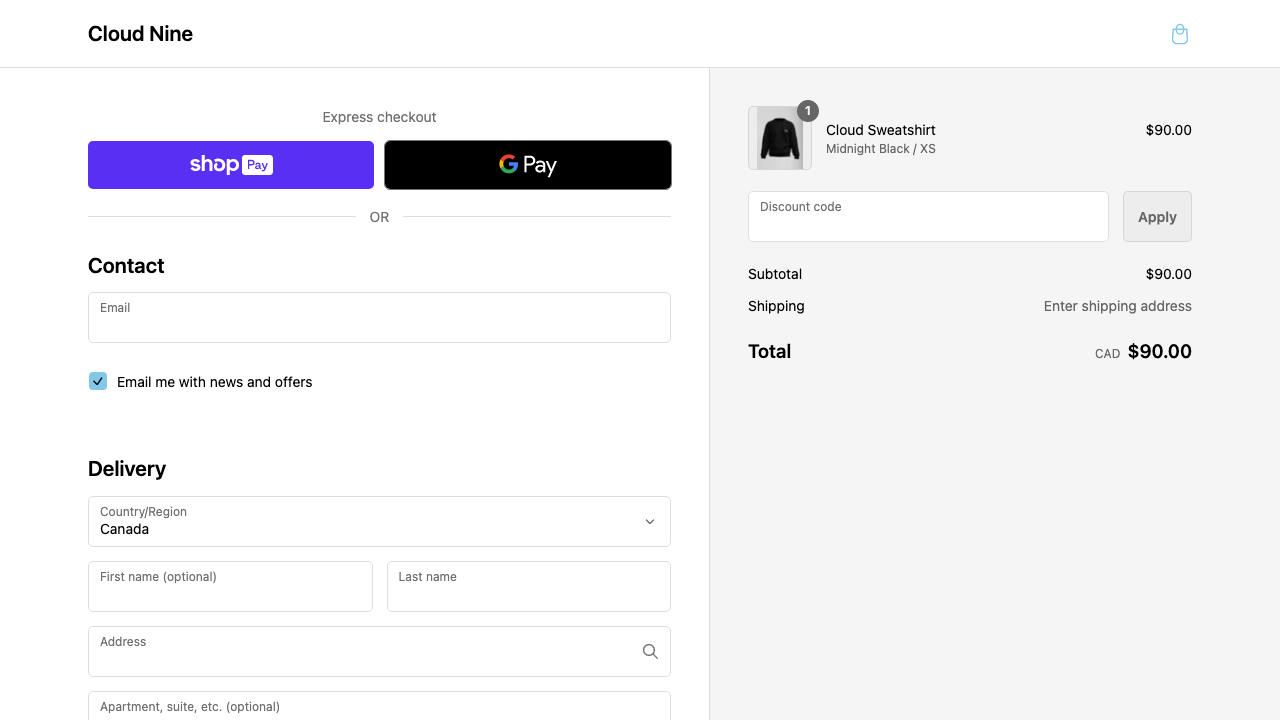 Cloud Nine
Express checkout
shop Pay
G Pay
OR
Contact
Email
Email me with news and offers
Delivery
Country/Region
Canada
First name (optional)
Last name
Address
Apartment, suite, etc. (optional)
1
Cloud Sweatshirt
$90.00
Midnight Black / XS
Discount code
Apply
Subtotal
$90.00
Shipping
Enter shipping address
Total
CAD $90.00